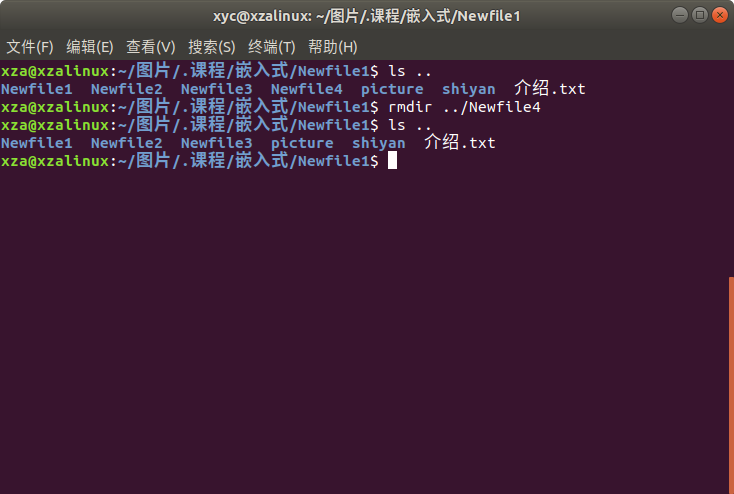 xyc@xzalinux: ~/图片/.课程/嵌入式/Newfile1
文件(F) 编辑(E) 查看(V) 搜索(S) 终端(T) 帮助(H)
xza@xzalinux:~/图片/.课程/嵌入式/Newfile1$ ls ..
Newfile1  Newfile2  Newfile3  Newfile4  picture  shiyan  介绍.txt
xza@xzalinux:~/图片/.课程/嵌入式/Newfile1$ rmdir ../Newfile4
xza@xzalinux:~/图片/.课程/嵌入式/Newfile1$ ls ..
Newfile1  Newfile2  Newfile3  picture  shiyan  介绍.txt
xza@xzalinux:~/图片/.课程/嵌入式/Newfile1$